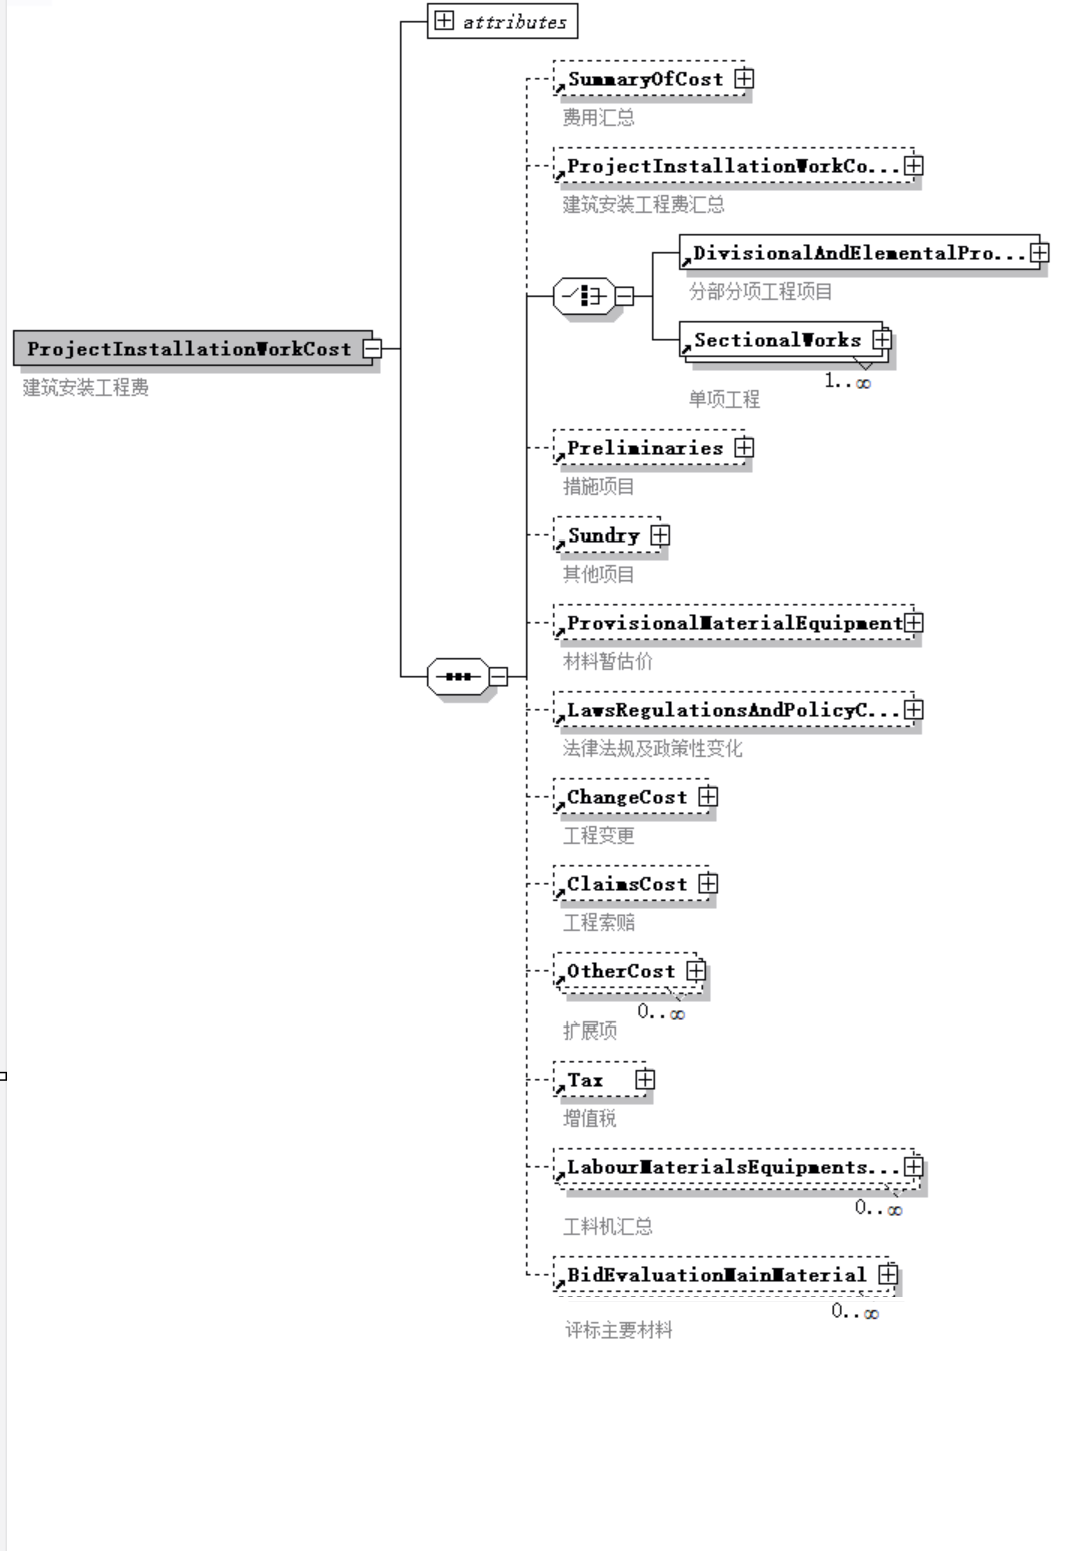 attributes
SummaryOfCost
费用汇总
ProjectInstallationWorkCo...
建筑安装工程费汇总
DivisionalAndElementalPro...
分部分项工程项目
SectionalWorks
1..∞
单项工程
ProjectInstallationWorkCost
建筑安装工程费
Preliminaries
措施项目
Sundry
其他项目
ProvisionalMaterialEquipment
材料暂估价
LawsRegulationsAndPolicyC...
法律法规及政策性变化
ChangeCost
工程变更
ClaimsCost
工程索赔
OtherCost
0..∞
扩展项
Tax
增值税
LabourMaterialsEquipments...
0..∞
工料机汇总
BidEvaluationMainMaterial
0..∞
评标主要材料